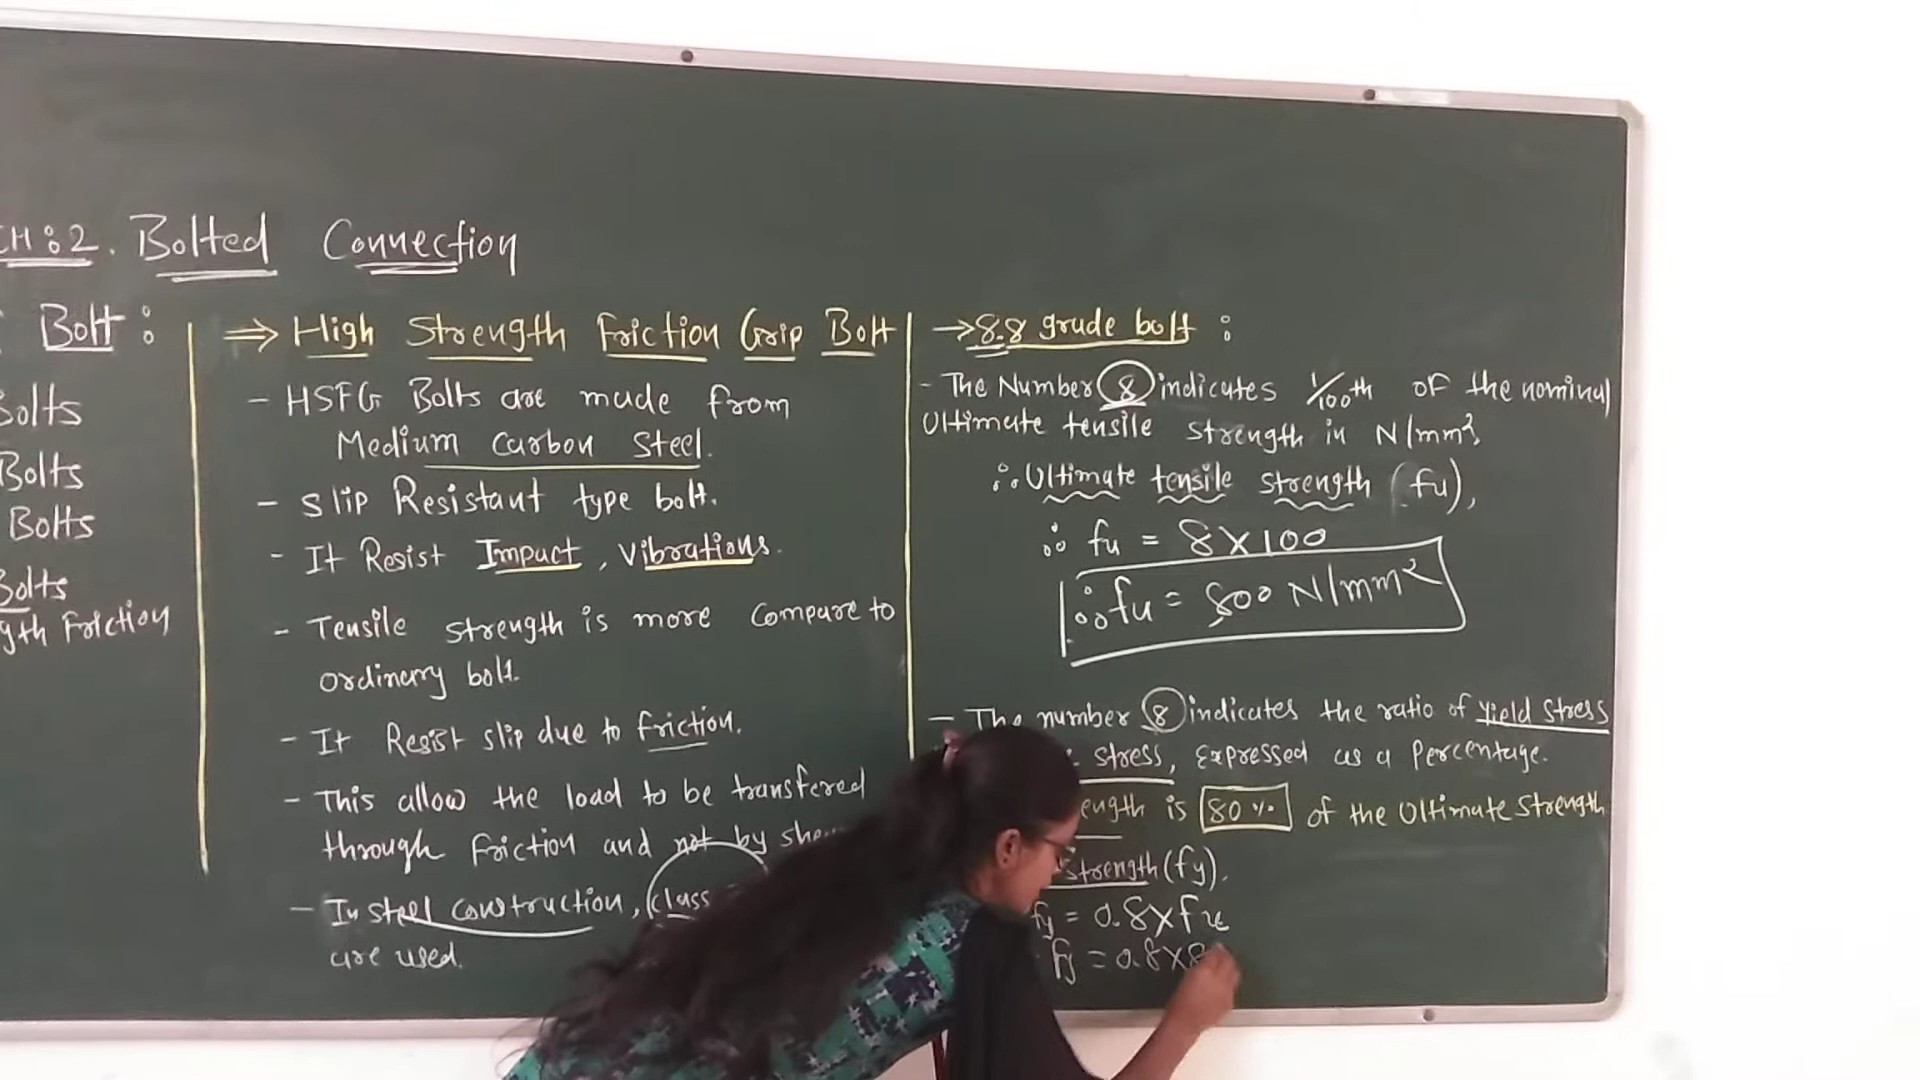 CH:2. Bolted Connection
Bolt :
Bolts
Bolts
Bolts
Bolts
Friction
⇒ High Strength Friction Grip Bolt
- HSFG Bolts are made from
Medium carbon steel.
- Slip Resistant type bolt.
- It Resist Impact, vibrations.
- Tensile strength is more compare to
ordinary bolt.
- It Resist slip due to friction.
- This allow the load to be transfered
through friction and not by
- In steel construction, class
are used.
→ 8.8 grade bolt :
- The Number 8 indicates 1/100th of the nominal
Ultimate tensile strength in N/mm²,
∴ Ultimate tensile strength (fu),
∴ fu = 8×100
∴ fu = 800 N/mm²
- The number 8 indicates the ratio of yield stress
stress, Expressed as a Percentage.
is 80 % of the Ultimate Strength
strength (fy).
fy = 0.8×fu
fy = 0.8×8